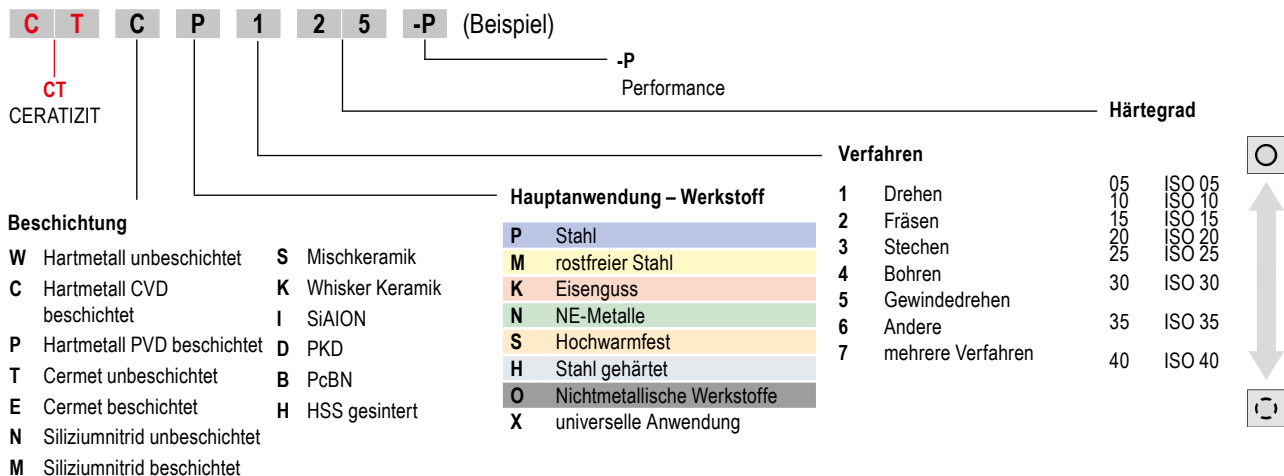 C T C P 1 2 5 -P (Beispiel)
-P
Performance
CT
CERATIZIT
Härtegrad
05 ISO 05
10 ISO 10
15 ISO 15
20 ISO 20
25 ISO 25
30 ISO 30
35 ISO 35
40 ISO 40
Verfahren
1 Drehen
2 Fräsen
3 Stechen
4 Bohren
5 Gewindedrehen
6 Andere
7 mehrere Verfahren
Hauptanwendung – Werkstoff
P Stahl
M rostfreier Stahl
K Eisenguss
N NE-Metalle
S Hochwarmfest
H Stahl gehärtet
O Nichtmetallische Werkstoffe
X universelle Anwendung
Beschichtung
W Hartmetall unbeschichtet
C Hartmetall CVD
beschichtet
P Hartmetall PVD beschichtet
T Cermet unbeschichtet
E Cermet beschichtet
N Siliziumnitrid unbeschichtet
M Siliziumnitrid beschichtet
S Mischkeramik
K Whisker Keramik
I SiAlON
D PKD
B PcBN
H HSS gesintert